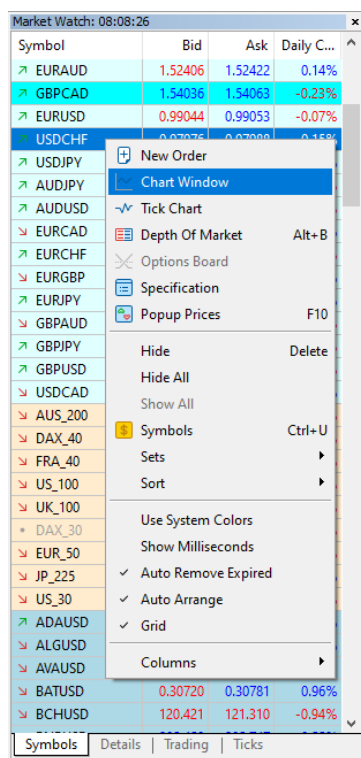 Market Watch: 08:08:26 x
Symbol Bid Ask Daily C...
EURAUD 1.52406 1.52422 0.14%
GBPCAD 1.54036 1.54063 -0.23%
EURUSD 0.99044 0.99053 -0.07%
USDCHF
USDJPY
New Order
AUDJPY
Chart Window
AUDUSD
Tick Chart
EURCAD
Depth Of Market Alt+B
EURCHF
Options Board
EURGBP
Specification
EURJPY
Popup Prices F10
GBPAUD
GBPJPY
Hide Delete
GBPUSD
Hide All
USDCAD
Show All
AUS_200
Symbols Ctrl+U
DAX_40
FRA_40
Sets
US_100
Sort
UK_100
DAX_30
Use System Colors
EUR_50
Show Milliseconds
JP_225
Auto Remove Expired
US_30
Auto Arrange
ADAUSD
Grid
ALGUSD
AVAUSD
Columns
BATUSD 0.30720 0.30781 0.96%
BCHUSD 120.421 121.310 -0.94%
Symbols Details Trading Ticks